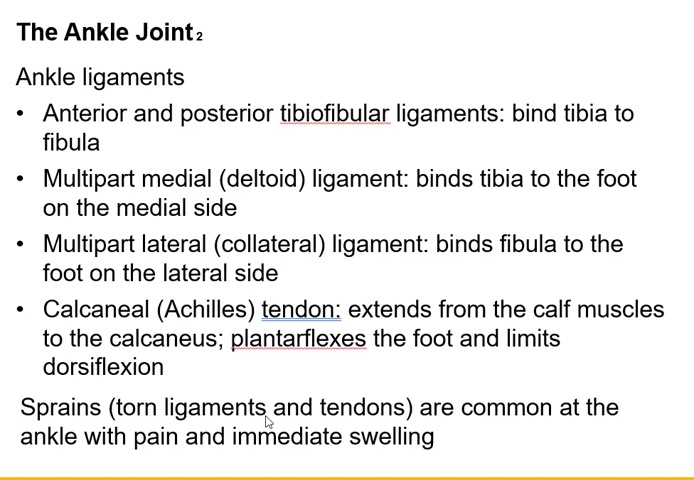 The Ankle Joint 2
Ankle ligaments
• Anterior and posterior tibiofibular ligaments: bind tibia to
fibula
• Multipart medial (deltoid) ligament: binds tibia to the foot
on the medial side
• Multipart lateral (collateral) ligament: binds fibula to the
foot on the lateral side
• Calcaneal (Achilles) tendon: extends from the calf muscles
to the calcaneus; plantarflexes the foot and limits
dorsiflexion
Sprains (torn ligaments and tendons) are common at the
ankle with pain and immediate swelling